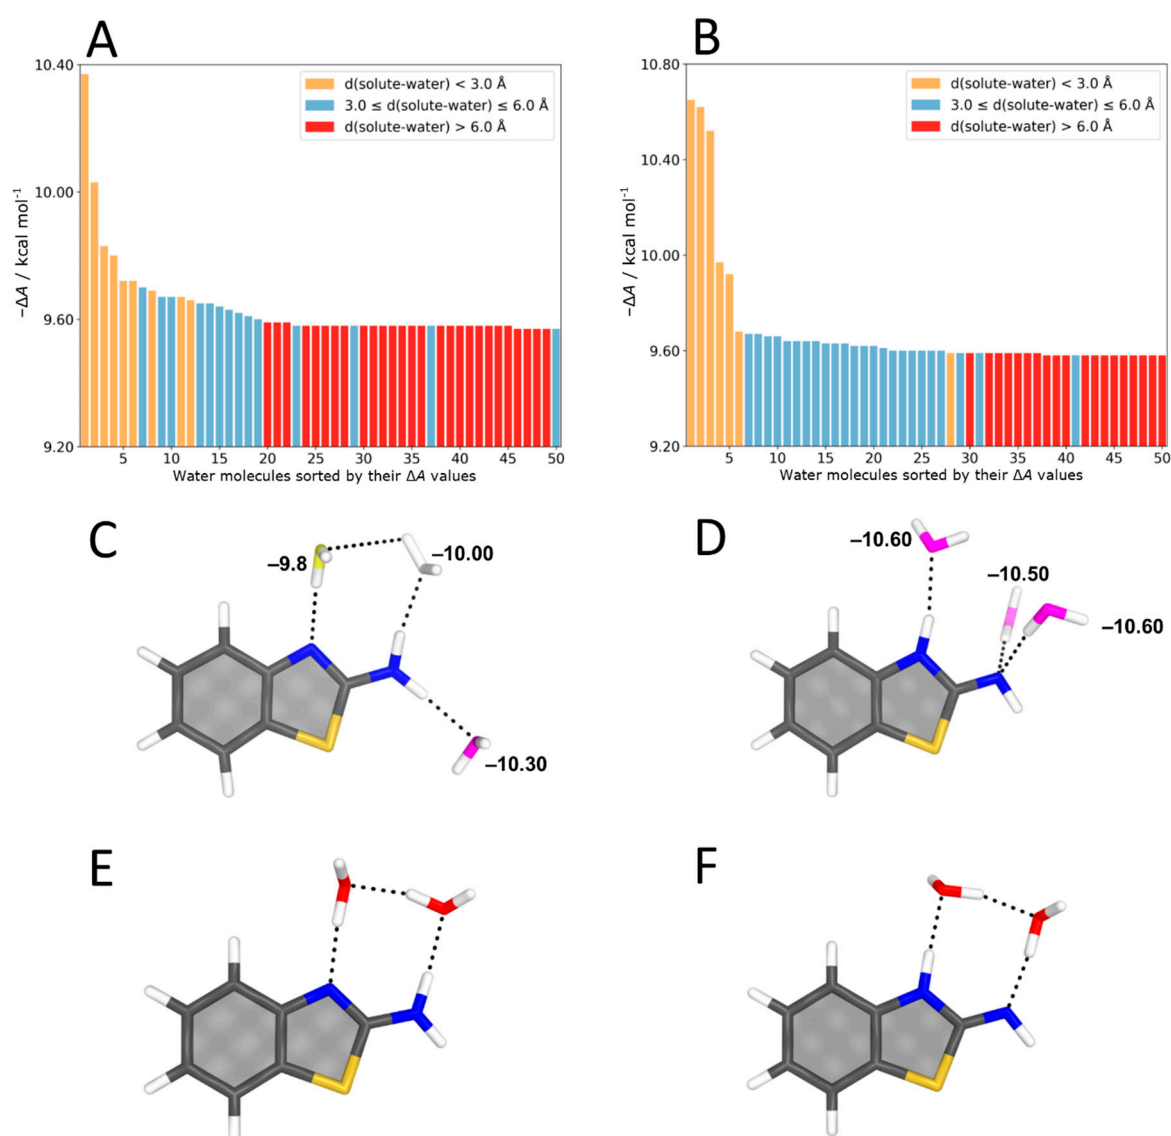 A
10.40
10.00
9.60
9.20
−ΔA / kcal mol⁻¹
d(solute-water) < 3.0 Å
3.0 ≤ d(solute-water) ≤ 6.0 Å
d(solute-water) > 6.0 Å
5 10 15 20 25 30 35 40 45 50
Water molecules sorted by their ΔA values
B
10.80
10.40
10.00
9.60
9.20
−ΔA / kcal mol⁻¹
d(solute-water) < 3.0 Å
3.0 ≤ d(solute-water) ≤ 6.0 Å
d(solute-water) > 6.0 Å
5 10 15 20 25 30 35 40 45 50
Water molecules sorted by their ΔA values
C
–9.8
–10.00
–10.30
D
–10.60
–10.50
–10.60
E
F